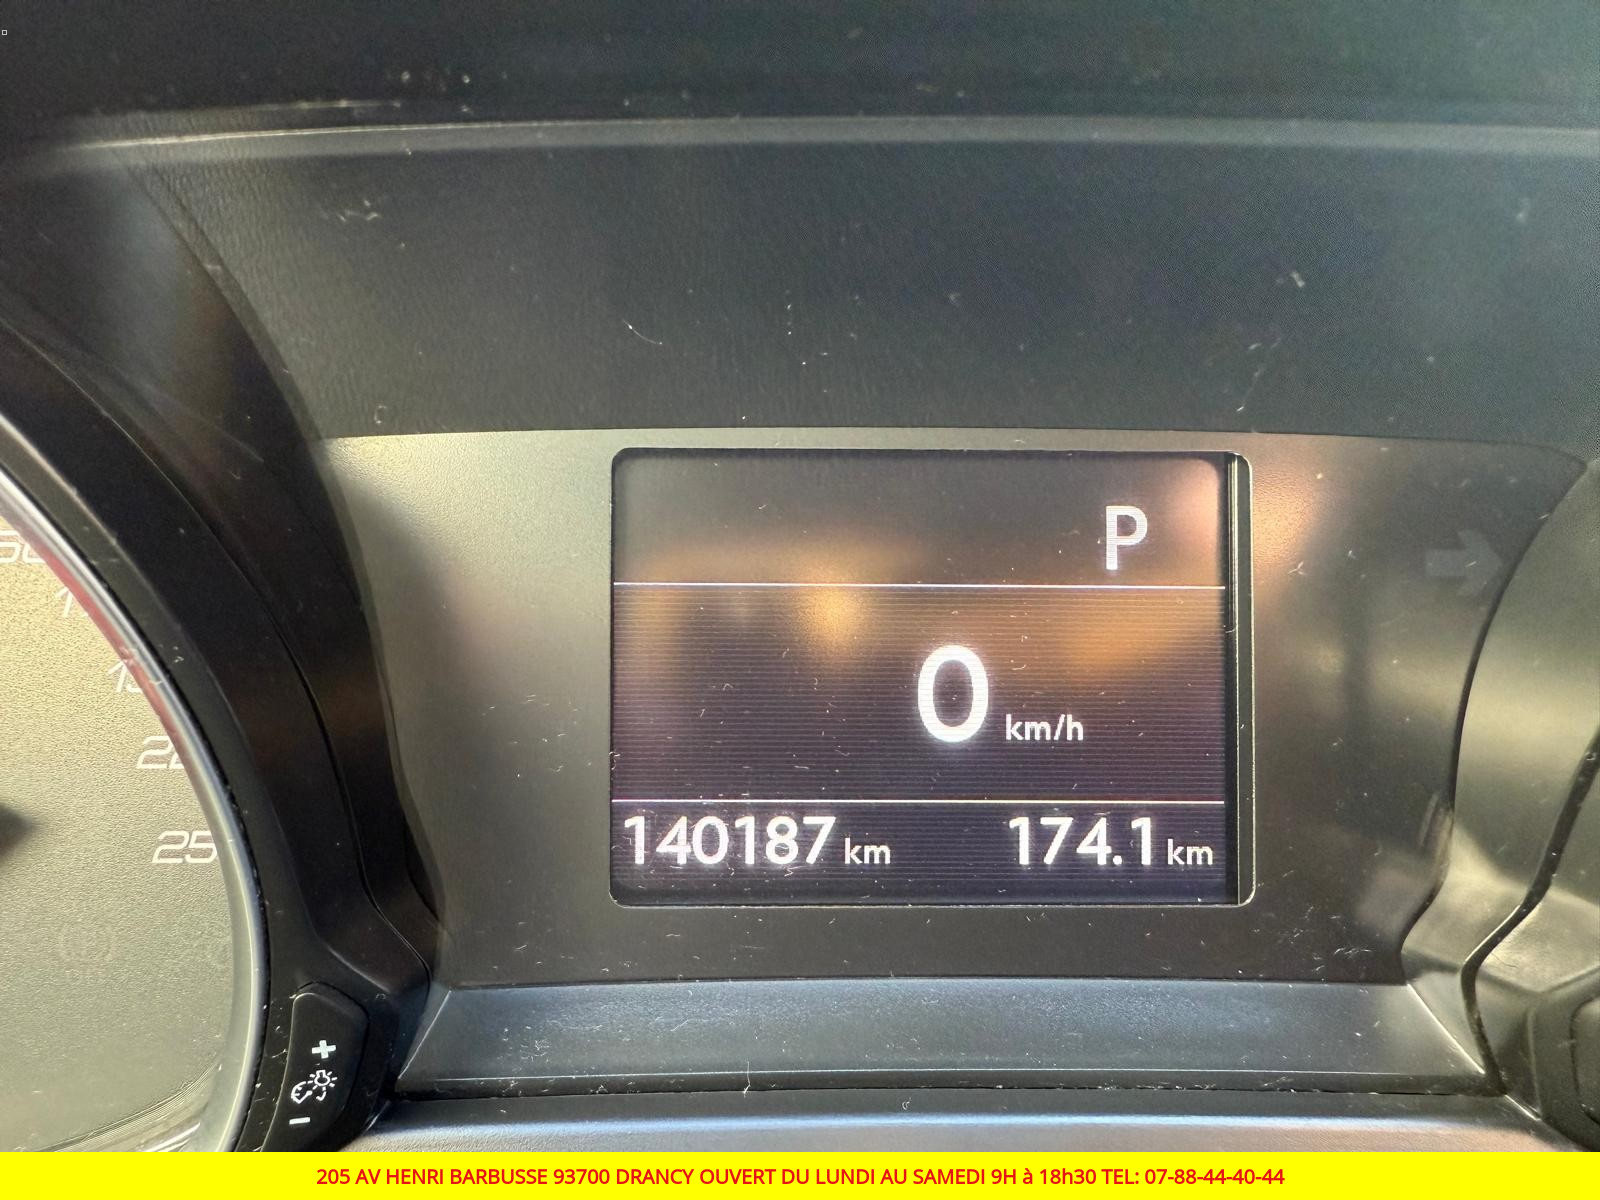 P
0 km/h
140187 km 174.1 km
205 AV HENRI BARBUSSE 93700 DRANCY OUVERT DU LUNDI AU SAMEDI 9H à 18h30 TEL: 07-88-44-40-44